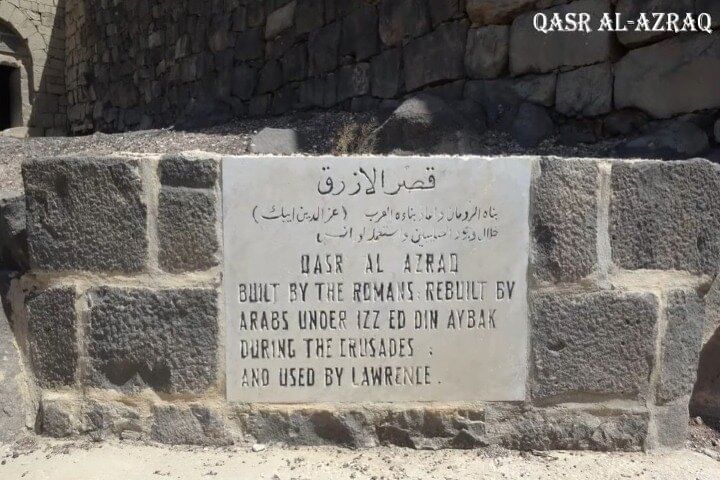 QASR AL-AZRAQ
قصر الازرق
بناه الرومان واعاد بناءه العرب (عز الدين ايبك)
خلال
QASR AL AZRAQ
BUILT BY THE ROMANS; REBUILT BY
ARABS UNDER IZZ ED DIN AYBAK
DURING THE CRUSADES ;
AND USED BY LAWRENCE .